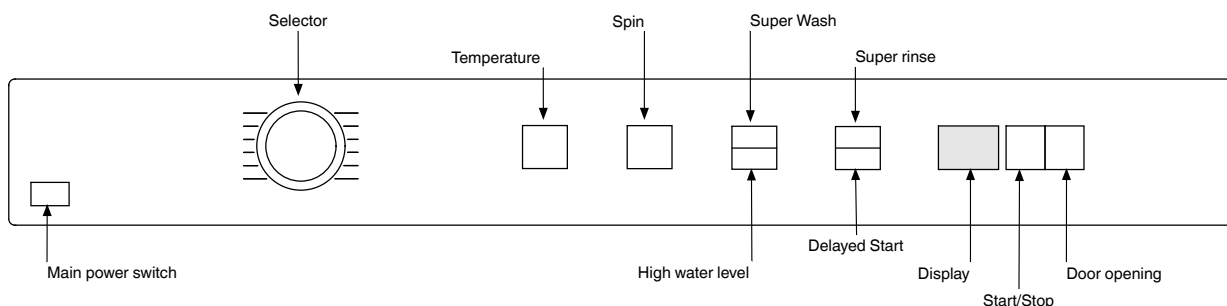 Selector
Spin
Super Wash
Temperature
Super rinse
Delayed Start
Main power switch
High water level
Display
Door opening
Start/Stop